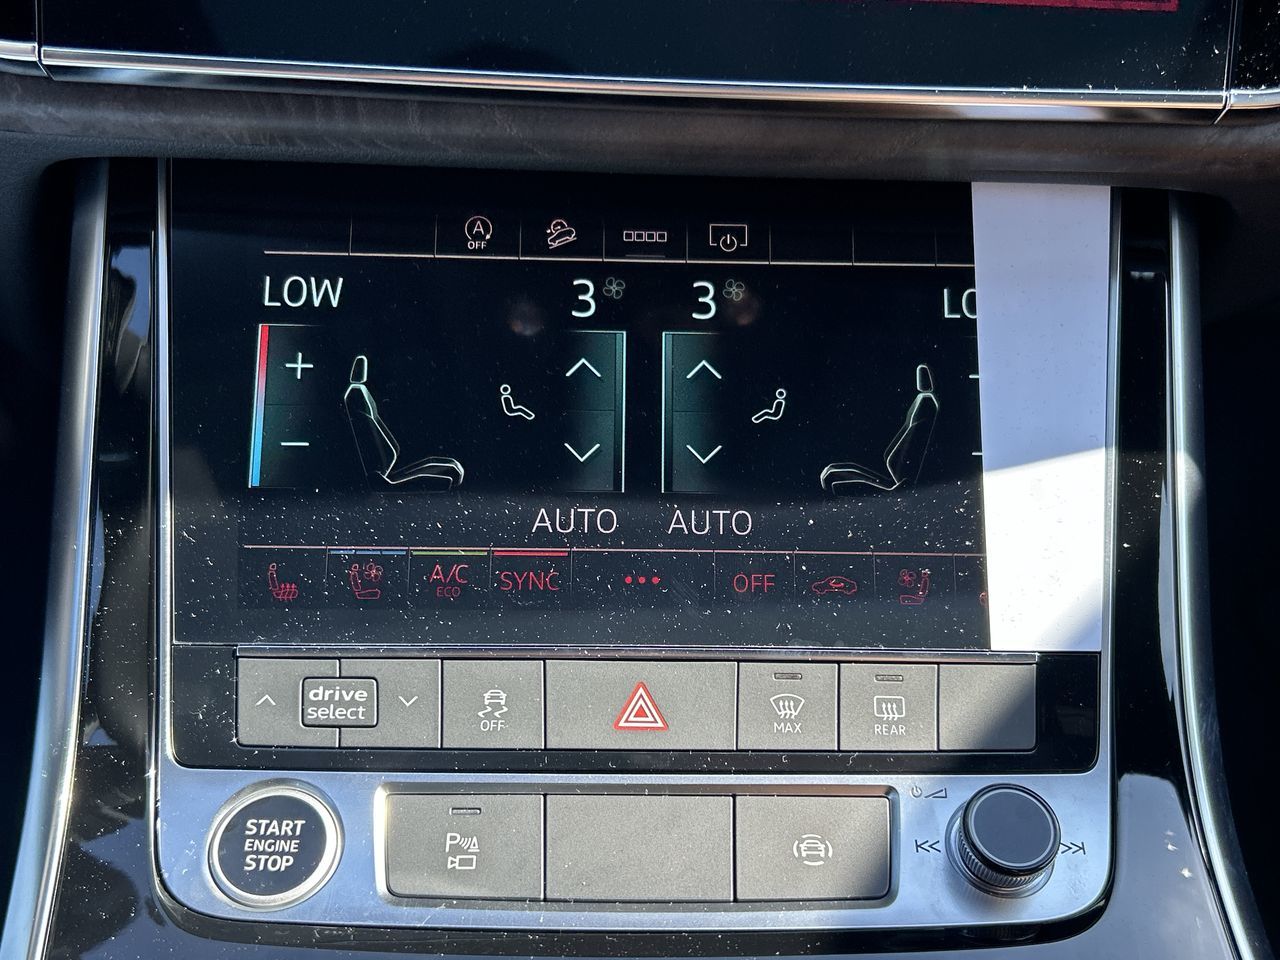 A
OFF
LOW 3 3 LO
AUTO AUTO
A/C
ECO
SYNC
OFF
drive
select
OFF
MAX
REAR
START
ENGINE
STOP
P